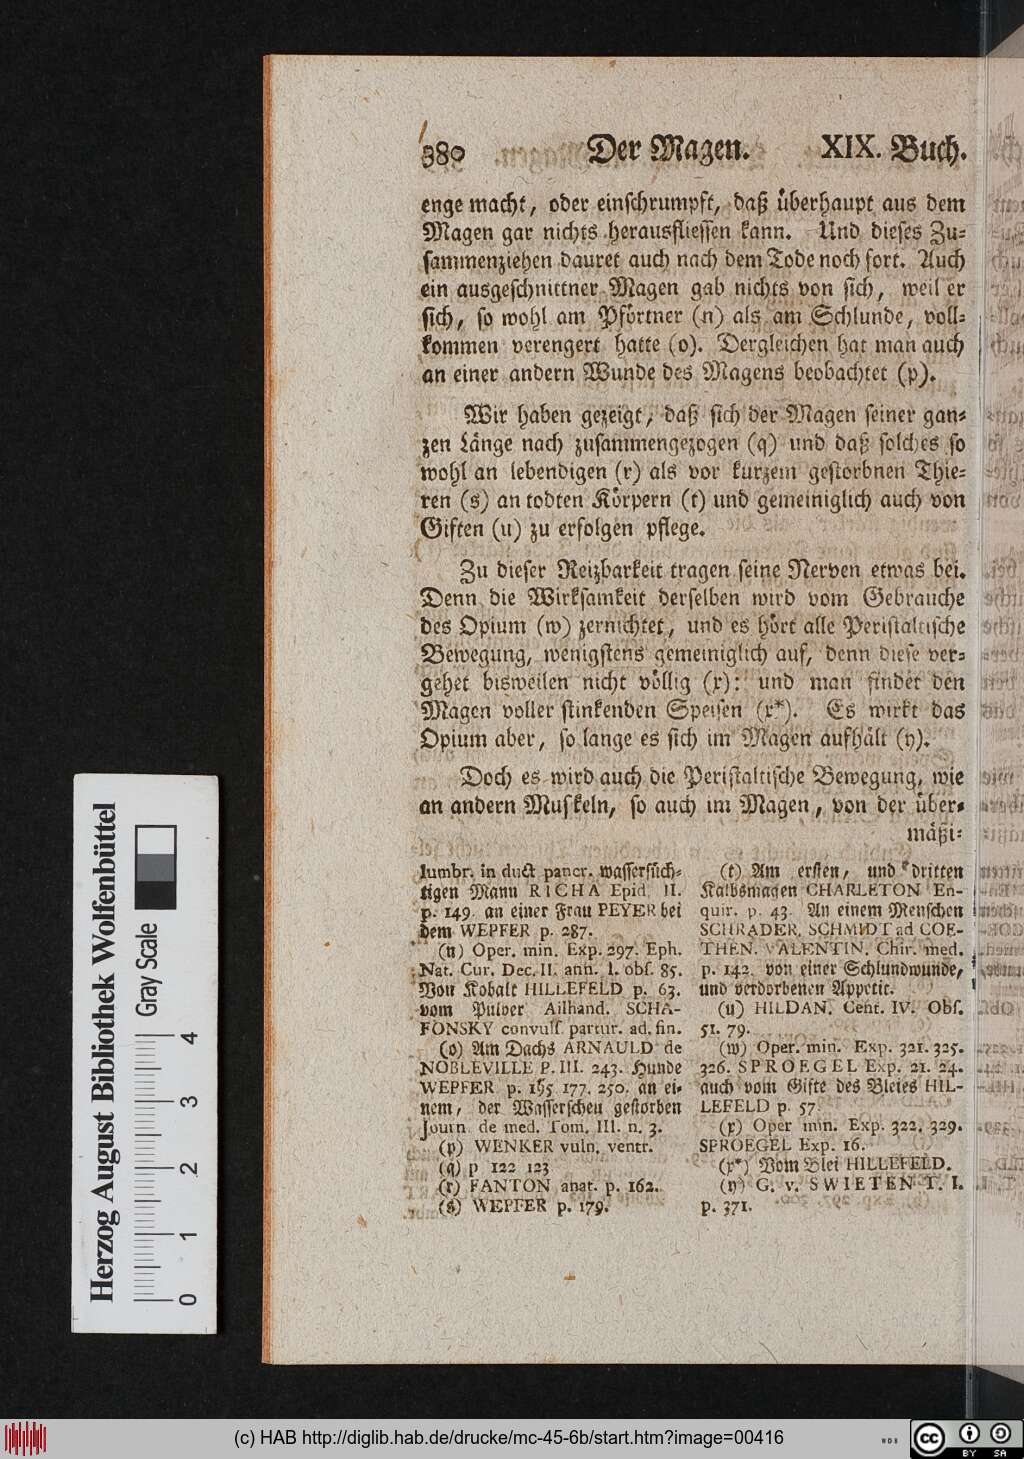 380 Der Magen. XIX. Buch.
enge macht, oder einschrumpft, daß überhaupt aus dem
Magen gar nichts herausfliessen kann. Und dieses Zu=
sammenziehen dauret auch nach dem Tode noch fort. Auch
ein ausgeschnittner Magen gab nichts von sich, weil er
sich, so wohl am Pförtner (n) als am Schlunde, voll=
kommen verengert hatte (o). Dergleichen hat man auch
an einer andern Wunde des Magens beobachtet (p).
Wir haben gezeigt, daß sich der Magen seiner gan=
zen Länge nach zusammengezogen (q) und daß solches so
wohl an lebendigen (r) als vor kurzem gestorbnen Thie=
ren (s) an todten Körpern (t) und gemeiniglich auch von
Giften (u) zu erfolgen pflege.
Zu dieser Reizbarkeit tragen seine Nerven etwas bei.
Denn die Wirksamkeit derselben wird vom Gebrauche
des Opium (w) zernichtet, und es hört alle Peristaltische
Bewegung, wenigstens gemeiniglich auf, denn diese ver=
gehet bisweilen nicht völlig (x): und man findet den
Magen voller stinkenden Speisen (x*). Es wirkt das
Opium aber, so lange es sich im Magen aufhält (y).
Doch es wird auch die Peristaltische Bewegung, wie
an andern Muskeln, so auch im Magen, von der über=
mäßi=
lumbr. in duct pancr. wassersüch=
tigen Mann RICHA Epid. II.
p. 149. an einer Frau PEYER bei
dem WEPFER p. 287.
(n) Oper. min. Exp. 297. Eph.
Nat. Cur. Dec. II. ann. 1. obs. 85.
Von Kobalt HILLEFELD p. 63.
vom Pulver Ailhand. SCHA-
FONSKY convuls. partur. ad. fin.
(o) Am Dachs ARNAULD de
NOBLEVILLE P. III. 243. Hunde
WEPFER p. 195 177. 250. an ei=
nem, der Wasserscheu gestorben
Journ. de med. Tom. III. n. 3.
(p) WENKER vuln. ventr.
(q) p 122 123
(r) FANTON anat. p. 162.
(s) WEPFER p. 179.
(t) Am ersten, und dritten
Kalbsmagen CHARLETON En-
quir. p. 43. An einem Menschen
SCHRADER. SCHMIDT ad COE-
THEN. VALENTIN. Chir. med.
p. 142. von einer Schlundwunde,
und verdorbenen Appetit.
(u) HILDAN. Cent. IV. Obs.
51. 79.
(w) Oper. min. Exp. 321. 325.
326. SPROEGEL Exp. 21. 24.
auch vom Gifte des Bleies HIL-
LEFELD p. 57
(x) Oper min. Exp. 322. 329.
SPROEGEL Exp. 16.
(x*) Vom Blei HILLEFELD.
(y) G. v. SWIETEN T. I.
p. 371.
Herzog August Bibliothek Wolfenbüttel
Gray Scale
0 1 2 3 4
(c) HAB http://diglib.hab.de/drucke/mc-45-6b/start.htm?image=00416
WDB
cc BY SA